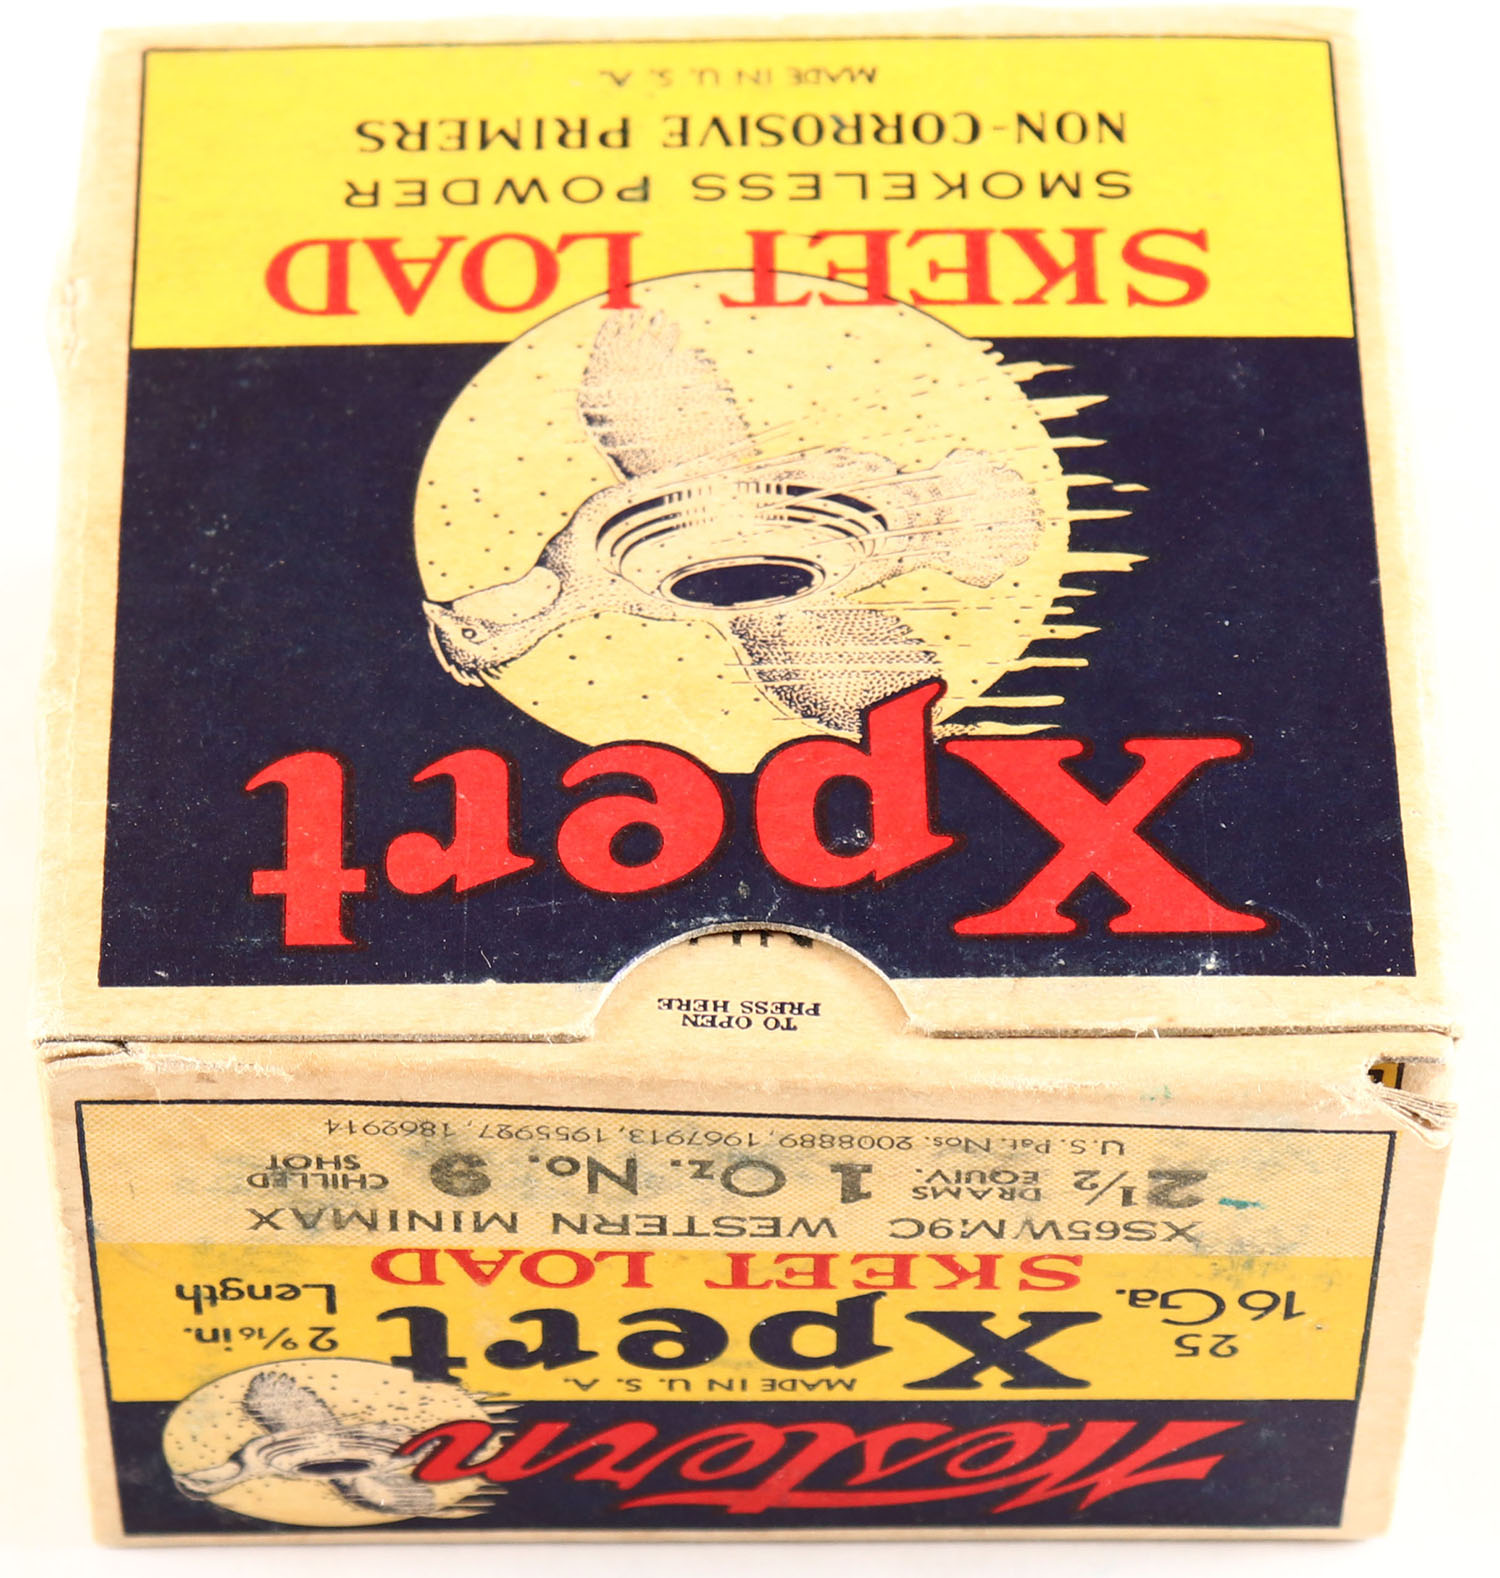 Western
MADE IN U. S. A.
25
16 Ga.
Xpert
2 9/16 in.
Length
SKEET LOAD
XS65WM9C WESTERN MINIMAX
2 1/2 DRAMS EQUIV. 1 Oz. No. 9 CHILLED SHOT
U.S. Pat. Nos. 2008889, 1967913, 1955927, 1862914
TO OPEN
PRESS HERE
Xpert
SKEET LOAD
SMOKELESS POWDER
NON-CORROSIVE PRIMERS
MADE IN U. S. A.